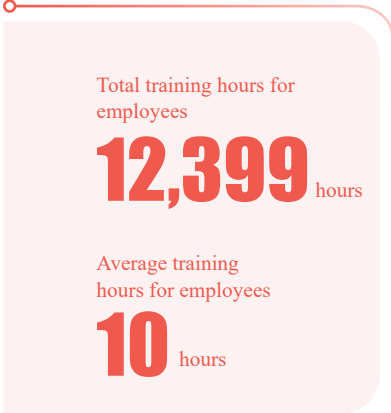 Total training hours for
employees
12,399 hours
Average training
hours for employees
10 hours